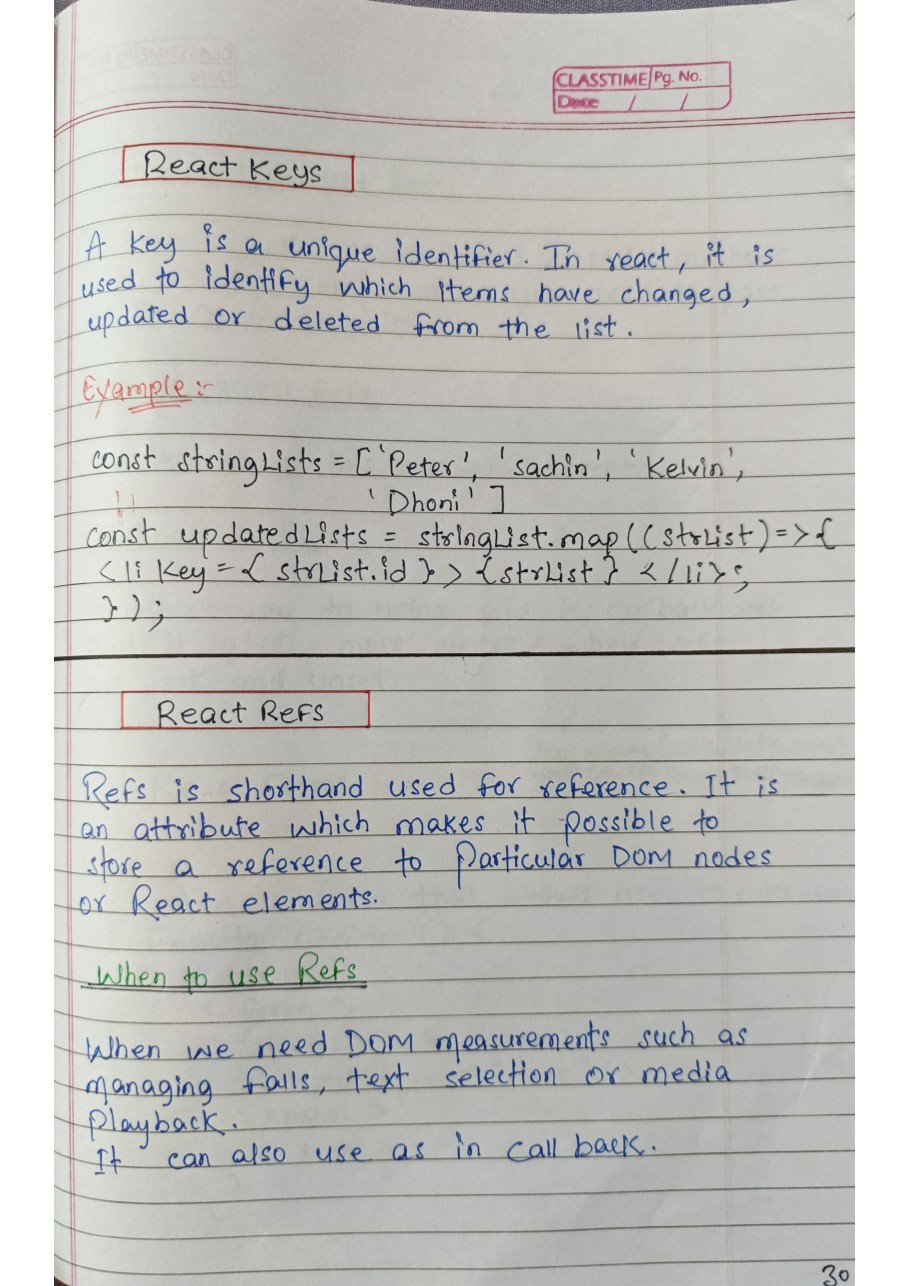 CLASSTIME Pg. No.
Date / /
React Keys
A key is a unique identifier. In react, it is
used to identify which items have changed,
updated or deleted from the list.
Example:-
const stringLists = ['Peter', 'sachin', 'Kelvin',
'Dhoni']
const updatedLists = stringList.map((strList)=>{
<li key={ strList.id }> {strList} </li>;
});
React Refs
Refs is shorthand used for reference. It is
an attribute which makes it possible to
store a reference to particular DOM nodes
or React elements.
When to use Refs
When we need DOM measurements such as
managing falls, text selection or media
playback.
It can also use as in call back.
30